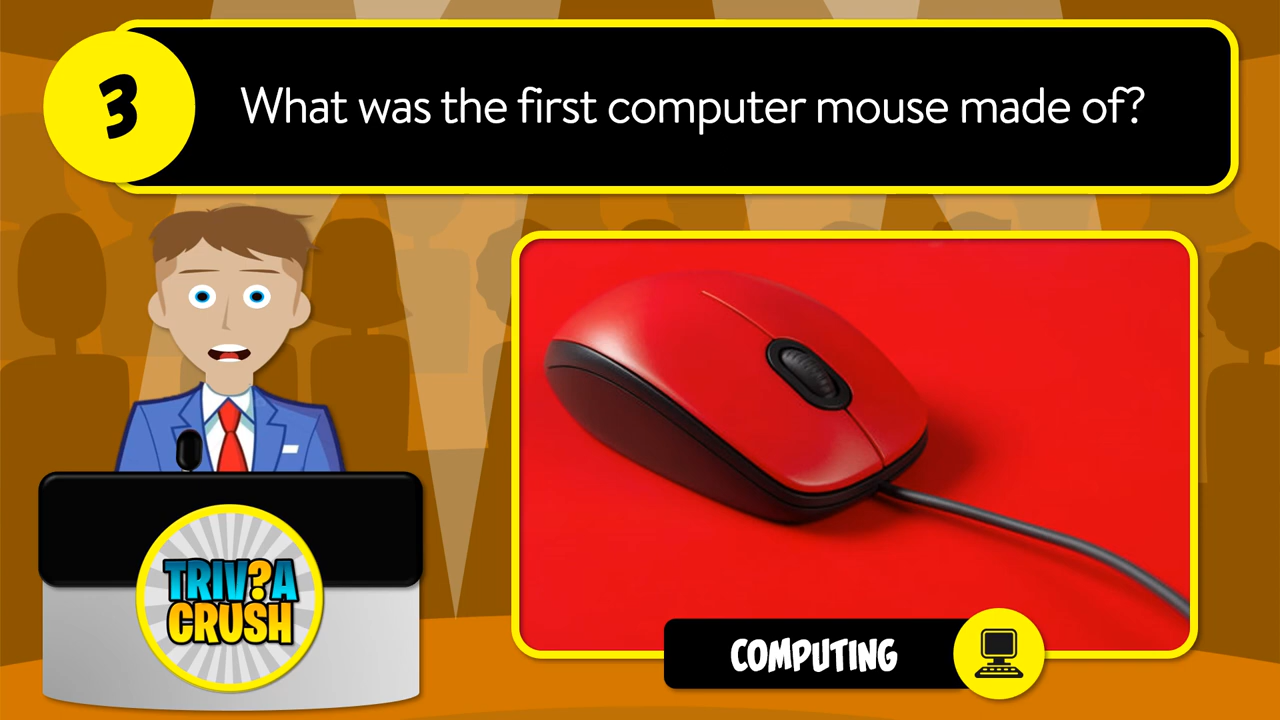 3
What was the first computer mouse made of?
TRIV?A
CRUSH
COMPUTING